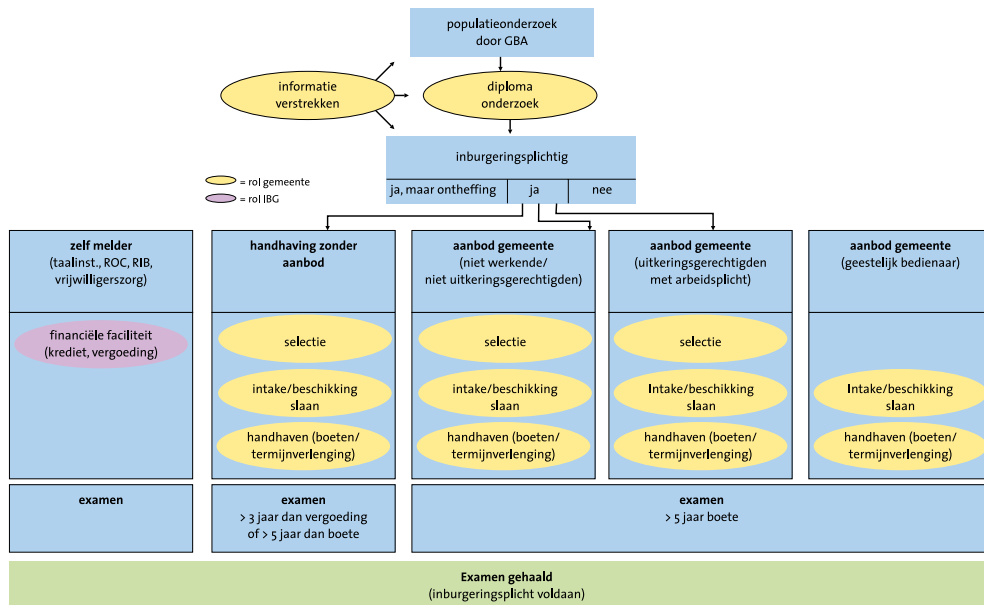 populatieonderzoek
door GBA
informatie
verstrekken
diploma
onderzoek
inburgeringsplichtig
ja, maar ontheffing
ja
nee
= rol gemeente
= rol IBG
zelf melder
(taalinst., ROC, RIB,
vrijwilligerszorg)
handhaving zonder
aanbod
aanbod gemeente
(niet werkende/
niet uitkeringsgerechtigden)
aanbod gemeente
(uitkeringsgerechtigden
met arbeidsplicht)
aanbod gemeente
(geestelijk bedienaar)
financiële faciliteit
(krediet, vergoeding)
selectie
intake/beschikking
slaan
handhaven (boeten/
termijnverlenging)
selectie
intake/beschikking
slaan
handhaven (boeten/
termijnverlenging)
selectie
Intake/beschikking
slaan
handhaven (boeten/
termijnverlenging)
Intake/beschikking
slaan
handhaven (boeten/
termijnverlenging)
examen
examen
> 3 jaar dan vergoeding
of > 5 jaar dan boete
examen
> 5 jaar boete
Examen gehaald
(inburgeringsplicht voldaan)